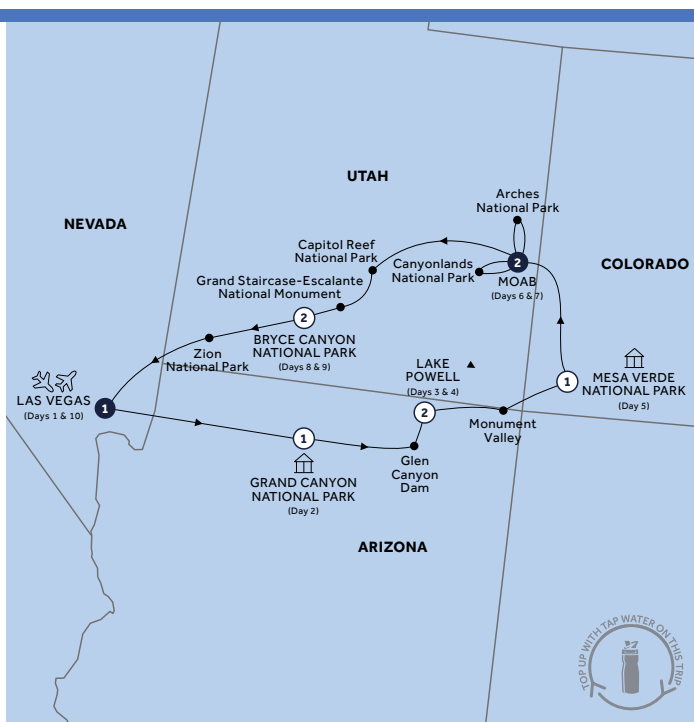 UTAH
Arches
National Park
NEVADA
Capitol Reef
National Park
Canyonlands
National Park
COLORADO
2
MOAB
(Days 6 & 7)
Grand Staircase-Escalante
National Monument
2
BRYCE CANYON
NATIONAL PARK
(Days 8 & 9)
Zion
National Park
LAKE
POWELL
(Days 3 & 4)
1
MESA VERDE
NATIONAL PARK
(Day 5)
LAS VEGAS
(Days 1 & 10)
1
2
Monument
Valley
1
GRAND CANYON
NATIONAL PARK
(Day 2)
Glen
Canyon
Dam
ARIZONA
TOP UP WITH TAP WATER ON THIS TRIP